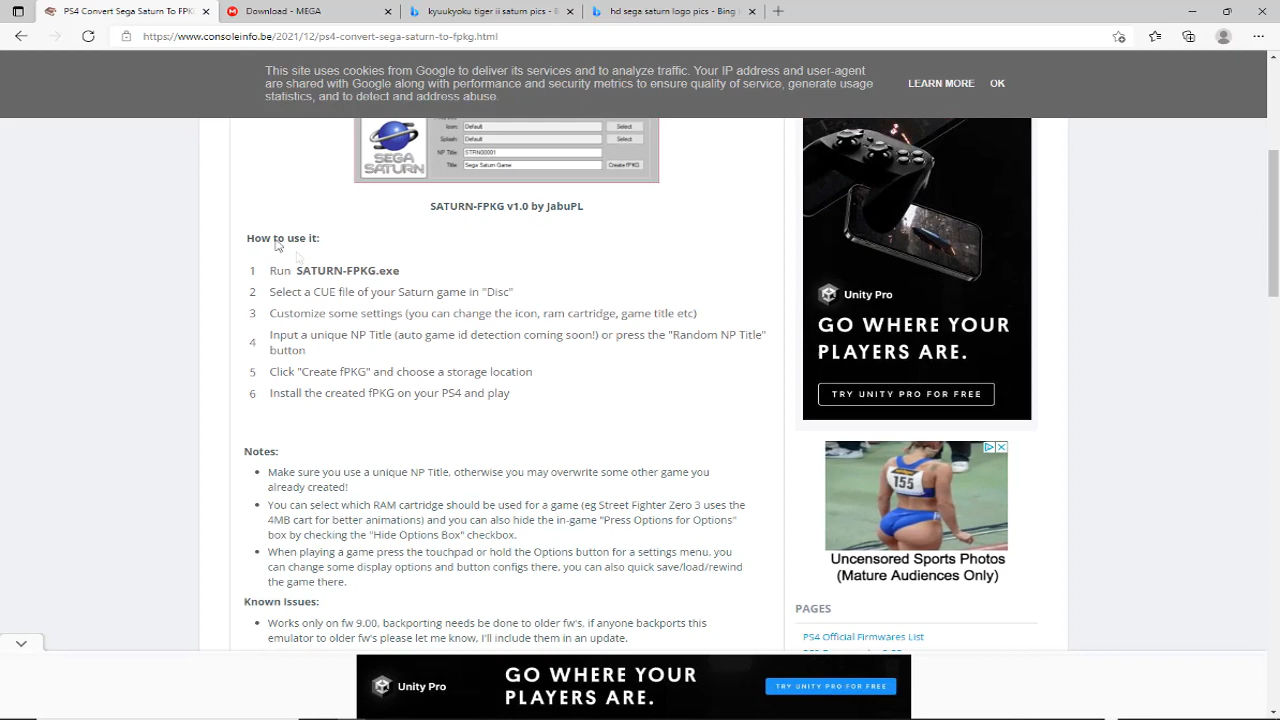 PS4 Convert Sega Saturn To FPK
Download - MEGA
kyuukyoku tiger ii saturn pics - B
hd sega saturn logo pics - Bing
https://www.consoleinfo.be/2021/12/ps4-convert-sega-saturn-to-fpkg.html
This site uses cookies from Google to deliver its services and to analyze traffic. Your IP address and user-agent
are shared with Google along with performance and security metrics to ensure quality of service, generate usage
statistics, and to detect and address abuse.
LEARN MORE
OK
SEGA
SATURN
Icon:
Default
Select
Splash:
Default
Select
NP Title:
Title:
Sega Saturn Game
Create fPKG
SATURN-FPKG v1.0 by JabuPL
How to use it:
1 Run SATURN-FPKG.exe
2 Select a CUE file of your Saturn game in "Disc"
3 Customize some settings (you can change the icon, ram cartridge, game title etc)
4 Input a unique NP Title (auto game id detection coming soon!) or press the "Random NP Title"
button
5 Click "Create fPKG" and choose a storage location
6 Install the created fPKG on your PS4 and play
Notes:
Make sure you use a unique NP Title, otherwise you may overwrite some other game you
already created!
You can select which RAM cartridge should be used for a game (eg Street Fighter Zero 3 uses the
4MB cart for better animations) and you can also hide the in-game "Press Options for Options"
box by checking the "Hide Options Box" checkbox.
When playing a game press the touchpad or hold the Options button for a settings menu, you
can change some display options and button configs there, you can also quick save/load/rewind
the game there.
Known Issues:
Works only on fw 9.00, backporting needs be done to older fw's, if anyone backports this
emulator to older fw's please let me know, I'll include them in an update.
Unity Pro
GO WHERE YOUR
PLAYERS ARE.
TRY UNITY PRO FOR FREE
155
Uncensored Sports Photos
(Mature Audiences Only)
PAGES
PS4 Official Firmwares List
Unity Pro
GO WHERE YOUR
PLAYERS ARE.
TRY UNITY PRO FOR FREE